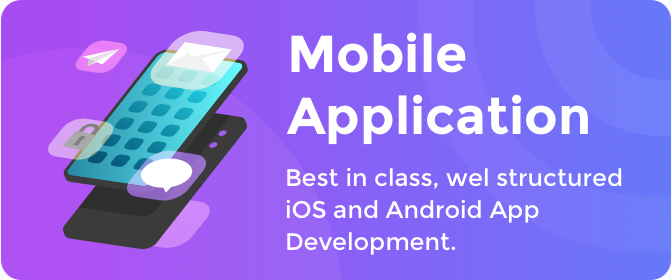 Mobile
Application
Best in class, wel structured
iOS and Android App
Development.